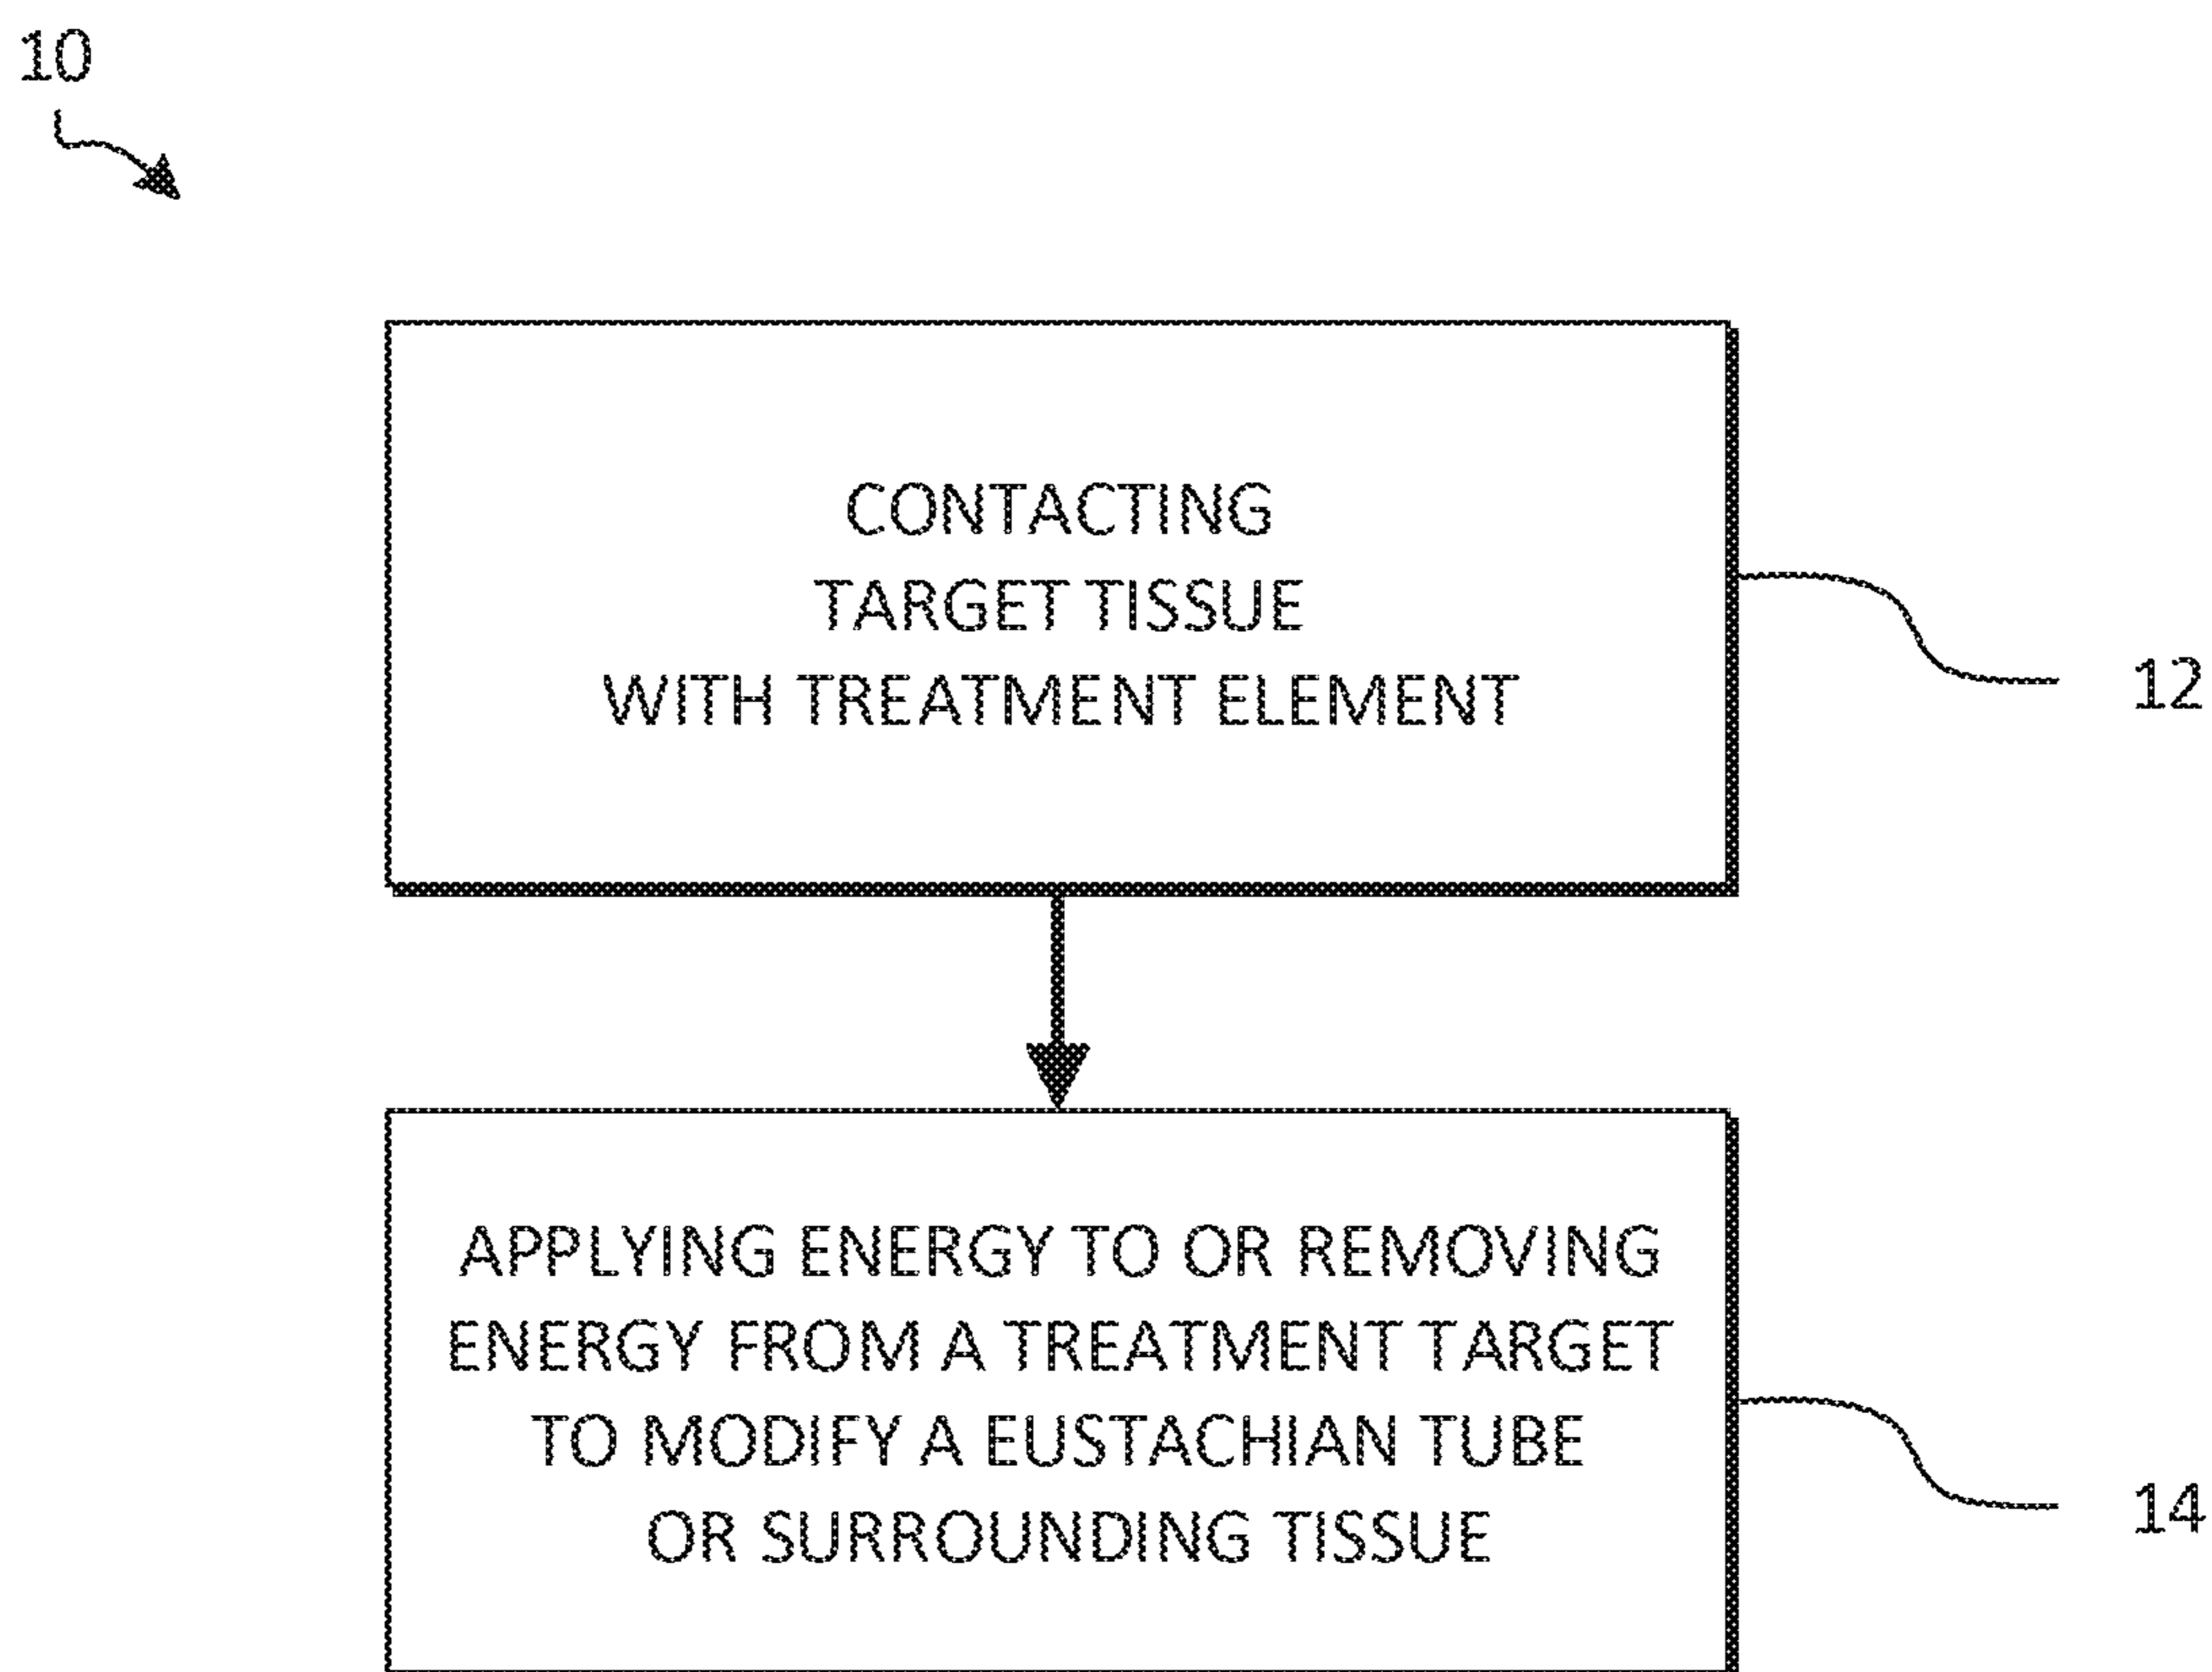 10
CONTACTING
TARGET TISSUE
WITH TREATMENT ELEMENT
12
APPLYING ENERGY TO OR REMOVING
ENERGY FROM A TREATMENT TARGET
TO MODIFY A EUSTACHIAN TUBE
OR SURROUNDING TISSUE
14